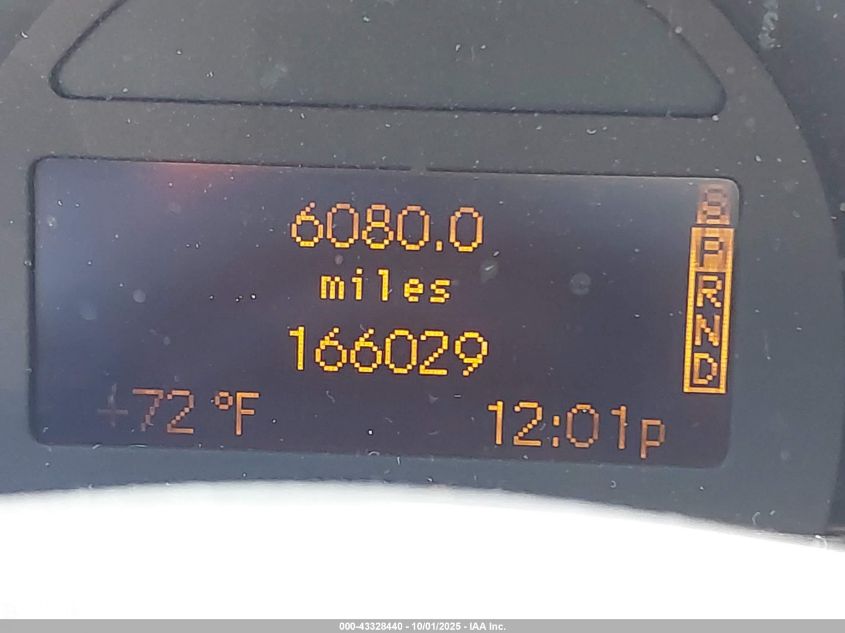 6080.0
miles
166029
+72 °F
12:01p
S
P
R
N
D
000-43328440 - 10/01/2025 - IAA Inc.